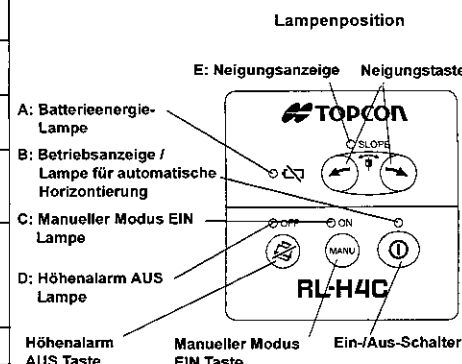 Lampenposition
E: Neigungsanzeige Neigungstaste
TOPCON
SLOPE
A: Batterieenergie-
Lampe
B: Betriebsanzeige /
Lampe für automatische
Horizontierung
C: Manueller Modus EIN
Lampe
OFF ON
MANU
D: Höhenalarm AUS
Lampe
RL-H4C
Höhenalarm
AUS Taste
Manueller Modus
EIN Taste
Ein-/Aus-Schalter